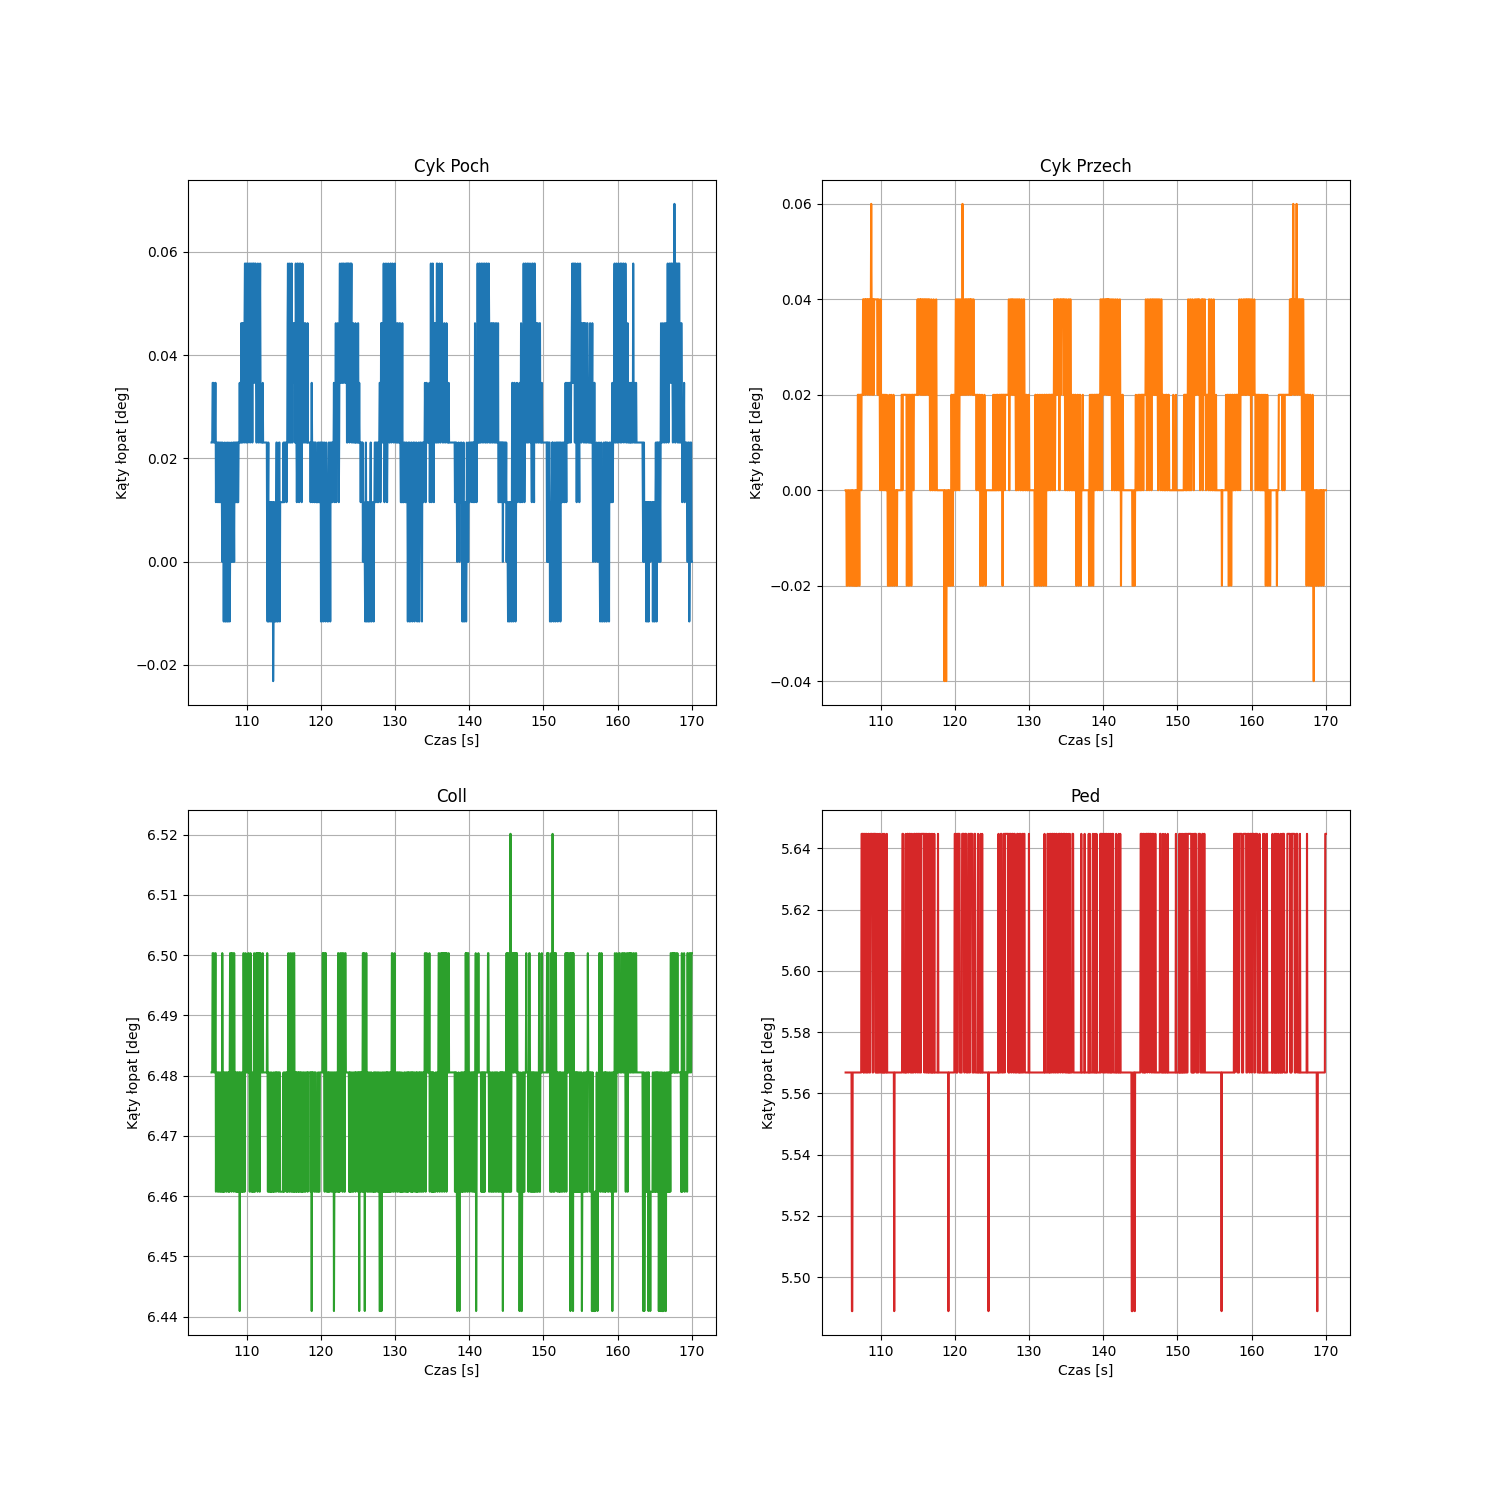 Cyk Poch
Kąty łopat [deg]
0.06
0.04
0.02
0.00
−0.02
110 120 130 140 150 160 170
Czas [s]
Cyk Przech
Kąty łopat [deg]
0.06
0.04
0.02
0.00
−0.02
−0.04
110 120 130 140 150 160 170
Czas [s]
Coll
Kąty łopat [deg]
6.52
6.51
6.50
6.49
6.48
6.47
6.46
6.45
6.44
110 120 130 140 150 160 170
Czas [s]
Ped
Kąty łopat [deg]
5.64
5.62
5.60
5.58
5.56
5.54
5.52
5.50
110 120 130 140 150 160 170
Czas [s]